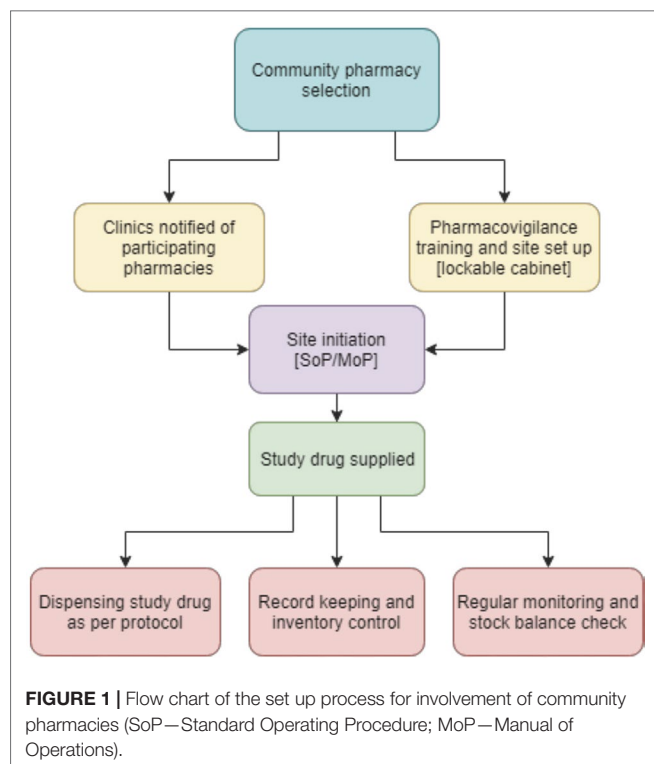 Community pharmacy
selection
Clinics notified of
participating
pharmacies
Pharmacovigilance
training and site set up
[lockable cabinet]
Site initiation
[SoP/MoP]
Study drug supplied
Dispensing study drug
as per protocol
Record keeping and
inventory control
Regular monitoring and
stock balance check
FIGURE 1 | Flow chart of the set up process for involvement of community
pharmacies (SoP—Standard Operating Procedure; MoP—Manual of
Operations).